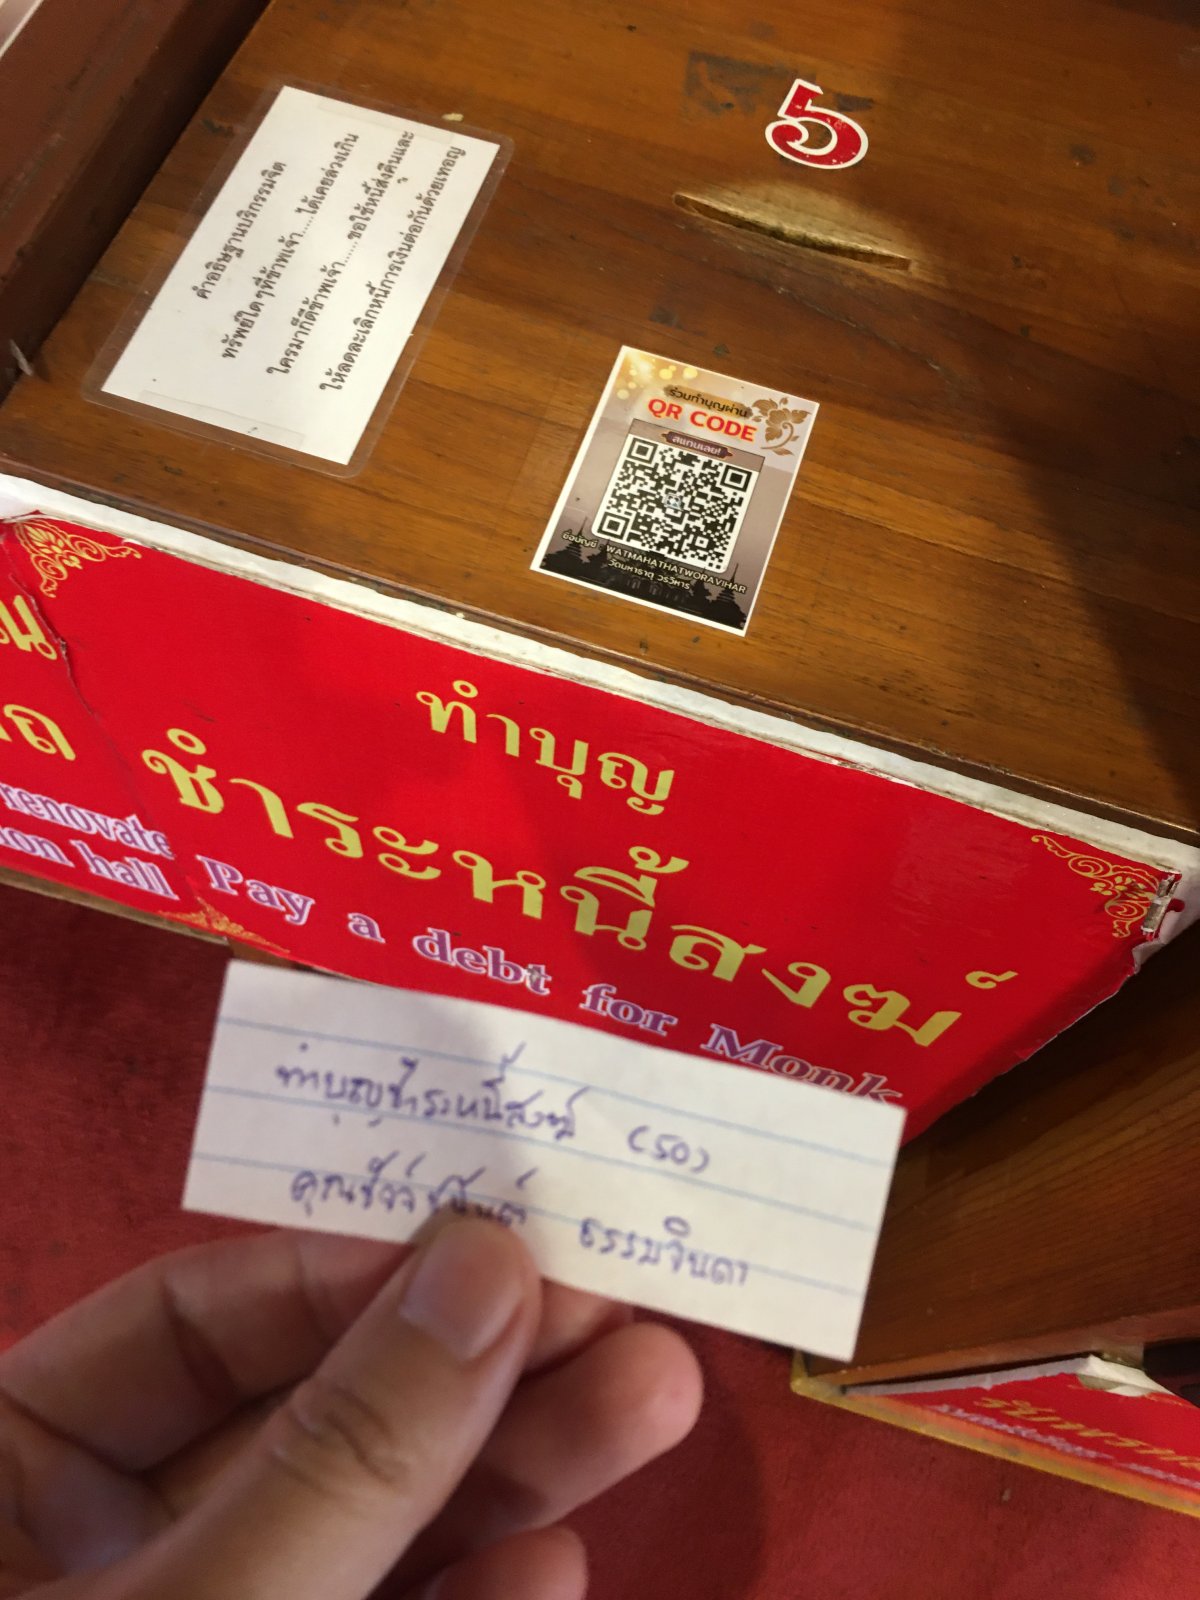 5
คำอธิษฐานบริกรรมจิต
ทรัพย์ใดๆที่ข้าพเจ้า.....ได้เคยล่วงเกิน
ใครมาก็ดีข้าพเจ้า......ขอใช้หนี้ส่งคืนและ
ให้ลดละเลิกหนี้การเงินต่อกันด้วยเทอญ
ร่วมทำบุญผ่าน
QR CODE
สแกนเลย!
ชื่อบัญชี WATMAHATHATWORAVIHAR
วัดมหาธาตุ วรวิหาร
ทำบุญ
ชำระหนี้สงฆ์
Pay a debt for Monk
renovate
hall
ทำบุญชำระหนี้สงฆ์ (50)
คุณ
ธรรมจินดา